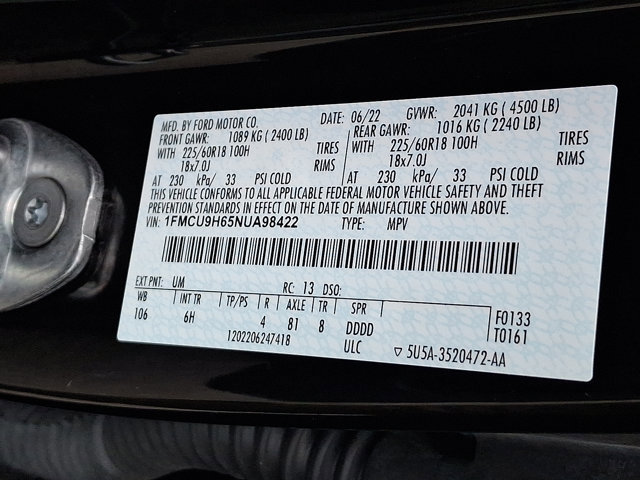 MFD. BY FORD MOTOR CO. DATE: 06/22 GVWR: 2041 KG ( 4500 LB)
FRONT GAWR: 1089 KG ( 2400 LB) REAR GAWR: 1016 KG ( 2240 LB)
WITH 225/60R18 100H TIRES WITH 225/60R18 100H TIRES
18x7.0J RIMS 18x7.0J RIMS
AT 230 kPa/ 33 PSI COLD AT 230 kPa/ 33 PSI COLD
THIS VEHICLE CONFORMS TO ALL APPLICABLE FEDERAL MOTOR VEHICLE SAFETY AND THEFT
PREVENTION STANDARDS IN EFFECT ON THE DATE OF MANUFACTURE SHOWN ABOVE.
VIN: 1FMCU9H65NUA98422 TYPE: MPV
EXT PNT: UM RC: 13 DSO:
WB INT TR TP/PS R AXLE TR SPR
106 6H 4 81 8 DDDD F0133
T0161
1202206247418 ULC ▽ 5U5A-3520472-AA